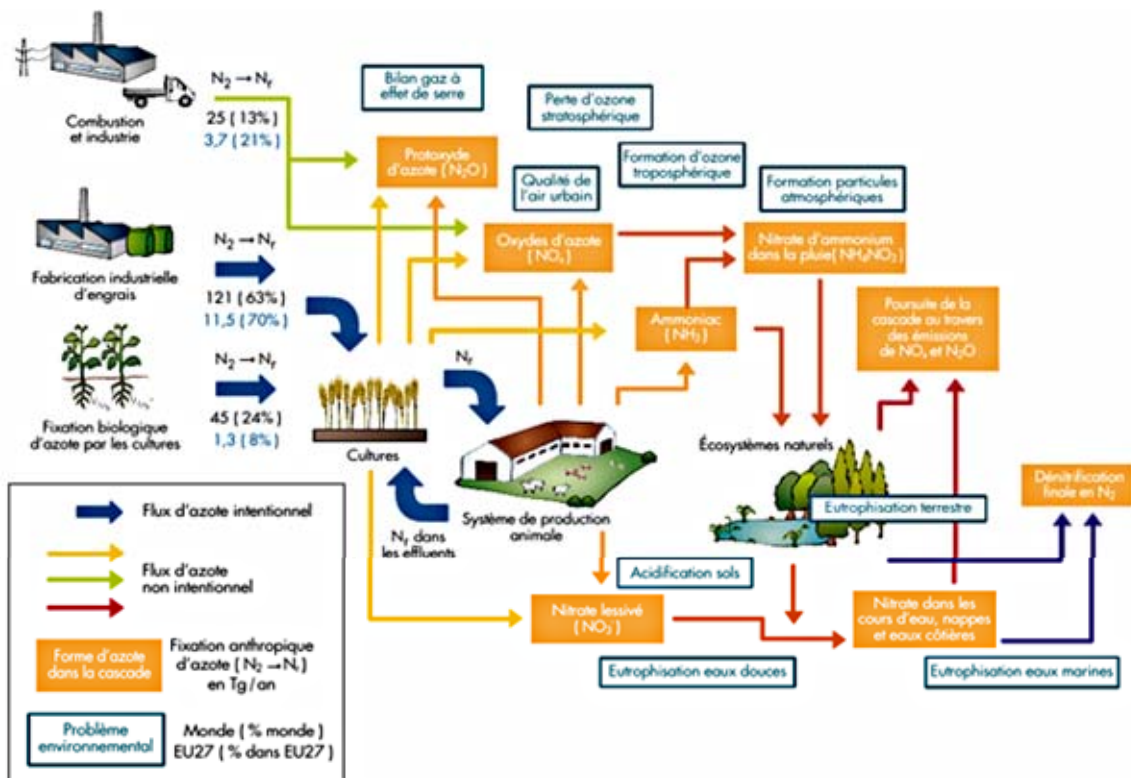 N₂ → Nᵣ
25 ( 13% )
3,7 ( 21% )
Combustion
et industrie
Bilan gaz à
effet de serre
Perte d'ozone
stratosphérique
Protoxyde
d'azote ( N₂O )
Formation d'ozone
troposphérique
Qualité de
l'air urbain
Formation particules
atmosphériques
N₂ → Nᵣ
Fabrication industrielle
d'engrais
121 ( 63% )
11,5 ( 70% )
Oxydes d'azote
( NOₓ )
Nitrate d'ammonium
dans la pluie( NH₄NO₃ )
Ammoniac
( NH₃ )
Poursuite de la
cascade au travers
des émissions
de NOₓ et N₂O
N₂ → Nᵣ
45 ( 24% )
1,3 ( 8% )
Fixation biologique
d'azote par les cultures
Nᵣ
Cultures
Écosystèmes naturels
Dénitrification
finale en N₂
Eutrophisation terrestre
Système de production
animale
Nᵣ dans
les effluents
Acidification sols
Nitrate lessivé
( NO₃⁻ )
Nitrate dans les
cours d'eau, nappes
et eaux côtières
Eutrophisation eaux douces
Eutrophisation eaux marines
Flux d'azote intentionnel
Flux d'azote
non intentionnel
Forme d'azote
dans la cascade
Fixation anthropique
d'azote ( N₂ → Nᵣ )
en Tg/an
Problème
environnemental
Monde ( % monde )
EU27 ( % dans EU27 )